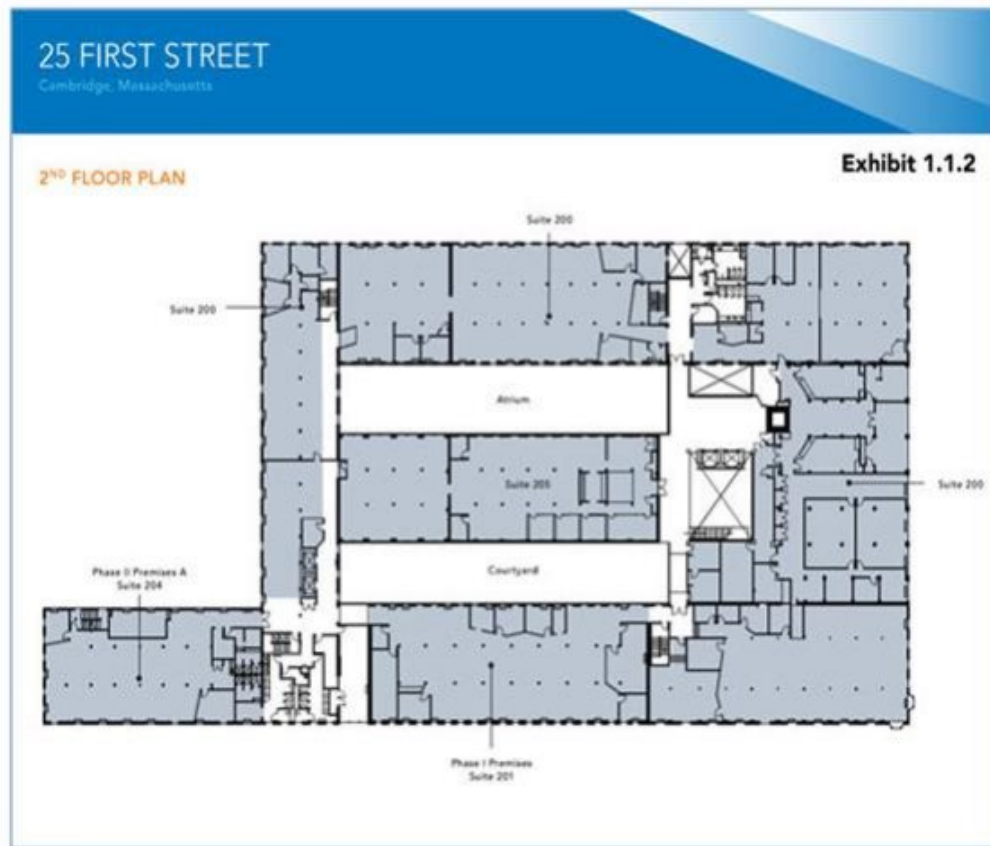 25 FIRST STREET
Cambridge, Massachusetts
Exhibit 1.1.2
2ND FLOOR PLAN
Suite 200
Suite 200
Atrium
Suite 205
Suite 200
Courtyard
Phase II Premises A
Suite 204
Phase I Premises
Suite 201